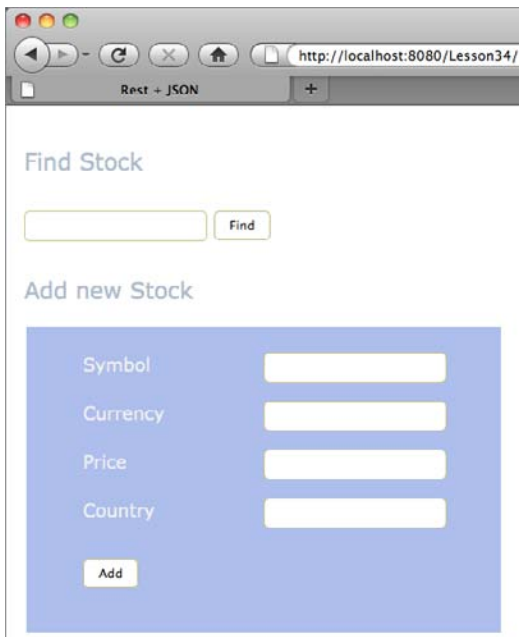 http://localhost:8080/Lesson34/
Rest + JSON
Find Stock
Find
Add new Stock
Symbol
Currency
Price
Country
Add